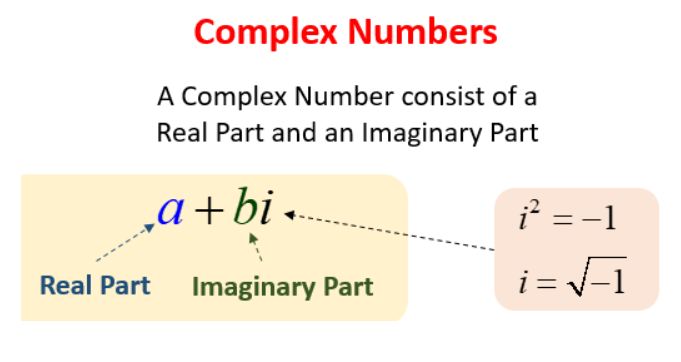 Complex Numbers
A Complex Number consist of a
Real Part and an Imaginary Part
a + bi
Real Part
Imaginary Part
i² = −1
i = √−1